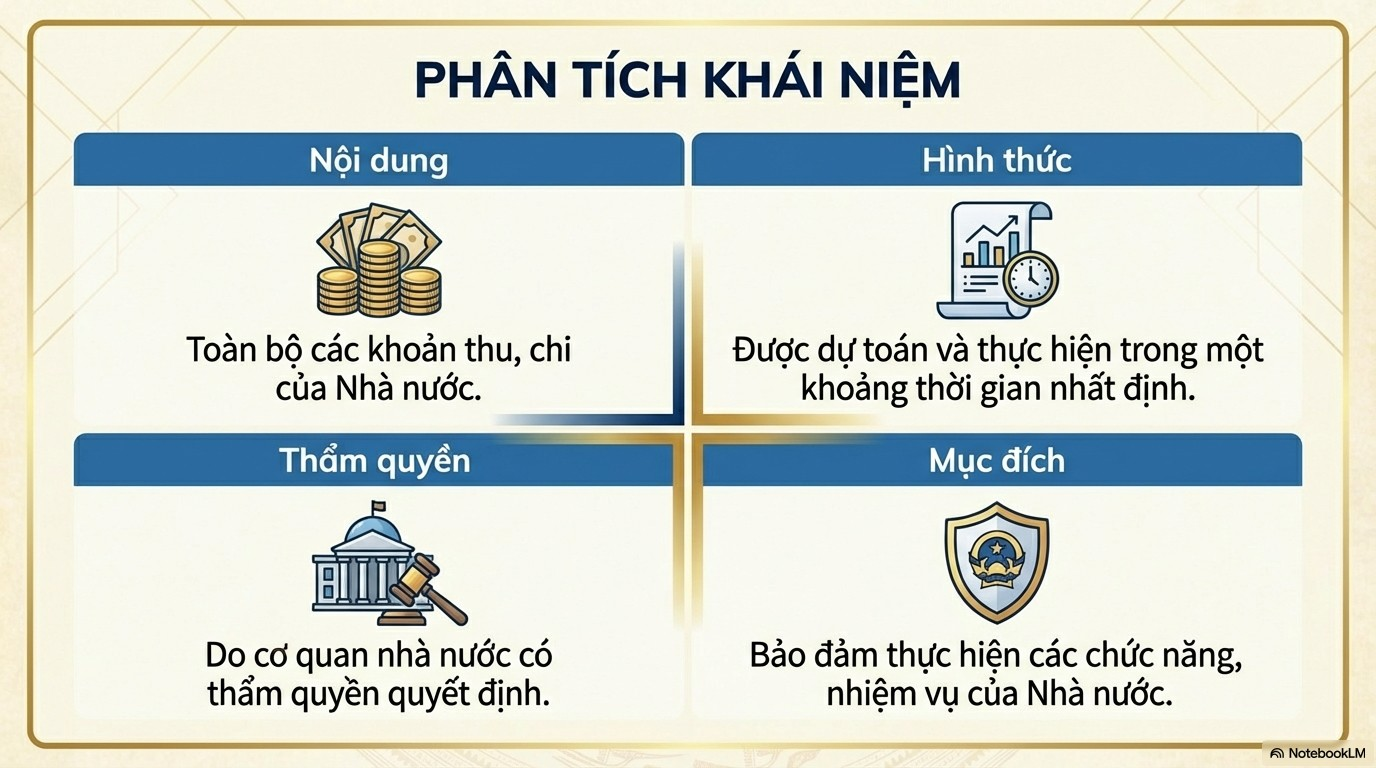 PHÂN TÍCH KHÁI NIỆM
Nội dung
Toàn bộ các khoản thu, chi
của Nhà nước.
Hình thức
Được dự toán và thực hiện trong một
khoảng thời gian nhất định.
Thẩm quyền
Do cơ quan nhà nước có
thẩm quyền quyết định.
Mục đích
Bảo đảm thực hiện các chức năng,
nhiệm vụ của Nhà nước.
NotebookLM